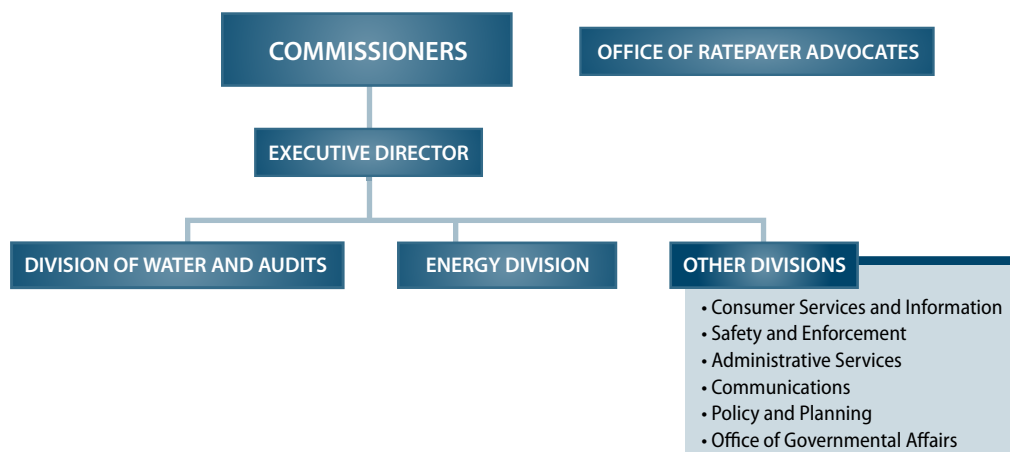 COMMISSIONERS
OFFICE OF RATEPAYER ADVOCATES
EXECUTIVE DIRECTOR
DIVISION OF WATER AND AUDITS
ENERGY DIVISION
OTHER DIVISIONS
• Consumer Services and Information
• Safety and Enforcement
• Administrative Services
• Communications
• Policy and Planning
• Office of Governmental Affairs